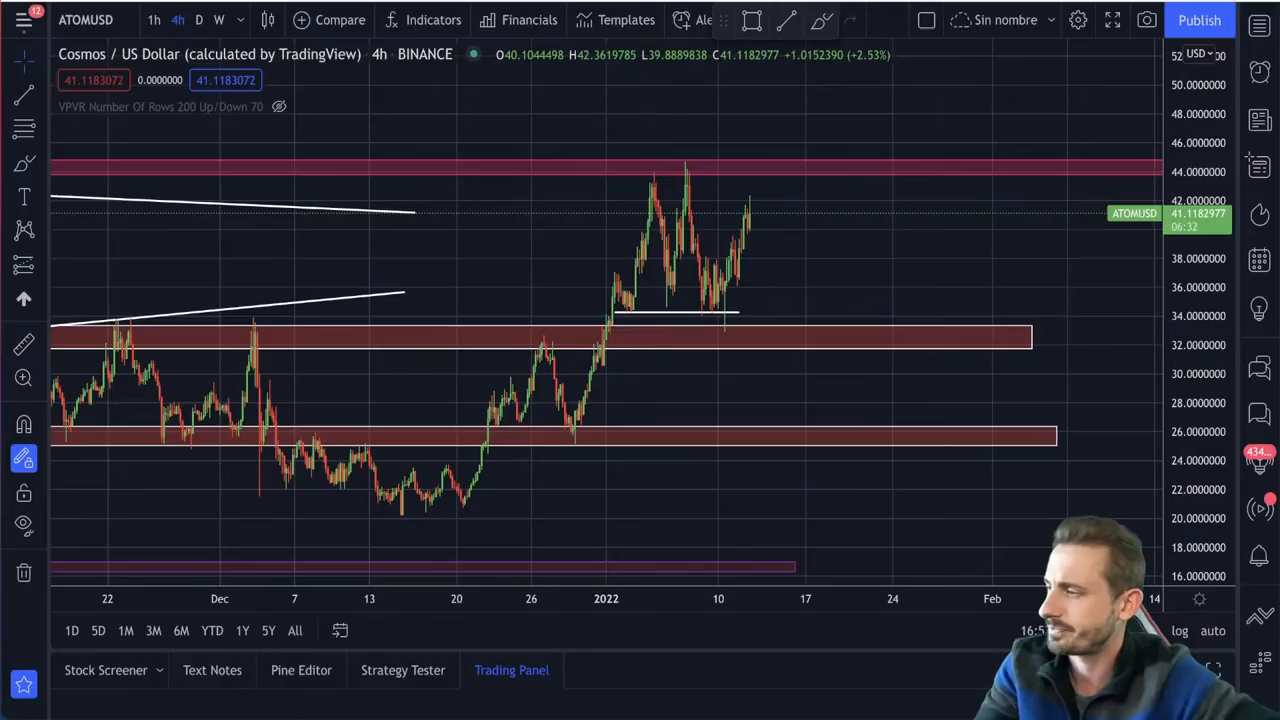 12
ATOMUSD
1h 4h D W
Compare
Indicators
Financials
Templates
Sin nombre
Publish
Cosmos / US Dollar (calculated by TradingView) · 4h · BINANCE
O40.1044498 H42.3619785 L39.8889838 C41.1182977 +1.0152390 (+2.53%)
USD
41.1183072 0.0000000 41.1183072
VPVR Number Of Rows 200 Up/Down 70
50.0000000
48.0000000
46.0000000
44.0000000
42.0000000
ATOMUSD 41.1182977
06:32
38.0000000
36.0000000
34.0000000
32.0000000
30.0000000
28.0000000
26.0000000
24.0000000
22.0000000
20.0000000
18.0000000
16.0000000
434...
22 Dec 7 13 20 26 2022 10 17 24 Feb 14
1D 5D 1M 3M 6M YTD 1Y 5Y All
log auto
Stock Screener Text Notes Pine Editor Strategy Tester Trading Panel